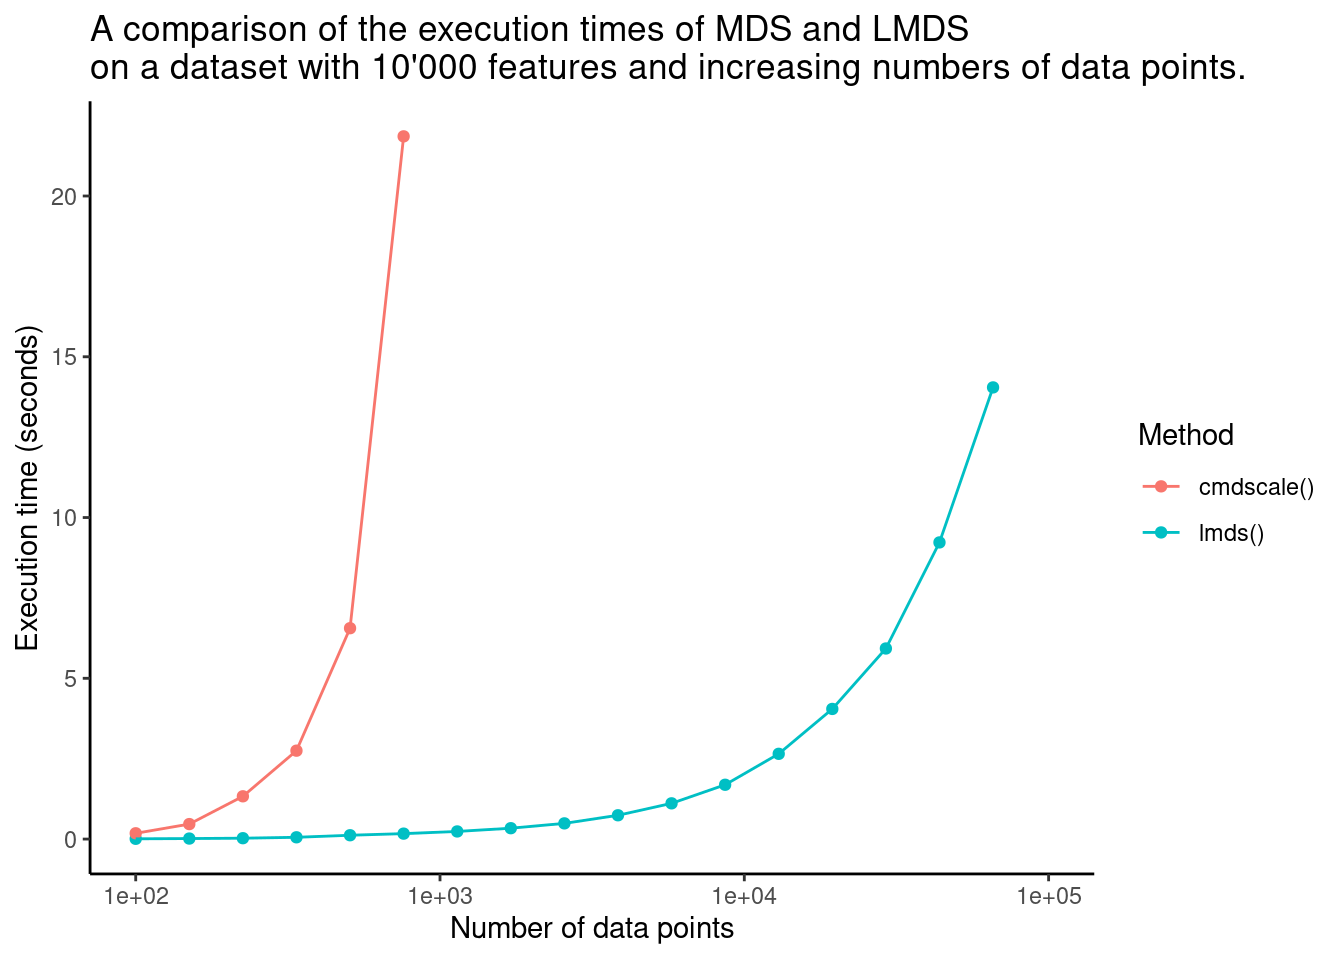 A comparison of the execution times of MDS and LMDS
on a dataset with 10'000 features and increasing numbers of data points.
20
15
10
5
0
Execution time (seconds)
1e+02
1e+03
1e+04
1e+05
Number of data points
Method
cmdscale()
lmds()